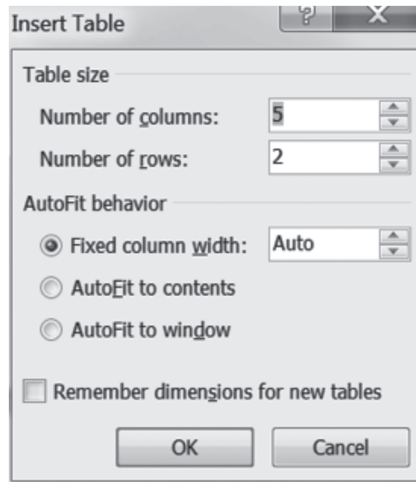 Insert Table ? X
Table size
Number of columns: 5
Number of rows: 2
AutoFit behavior
Fixed column width: Auto
AutoFit to contents
AutoFit to window
Remember dimensions for new tables
OK Cancel